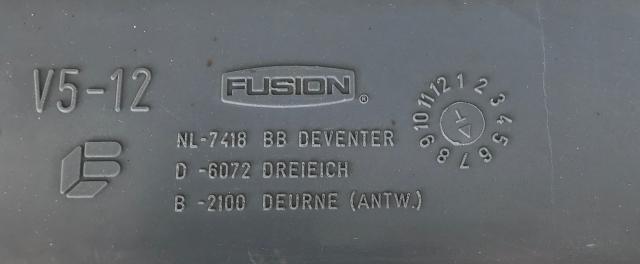 V5-12
FUSION®
NL-7418 BB DEVENTER
D -6072 DREIEICH
B -2100 DEURNE (ANTW.)
1 2 3 4 5 6 7 8 9 10 11 12